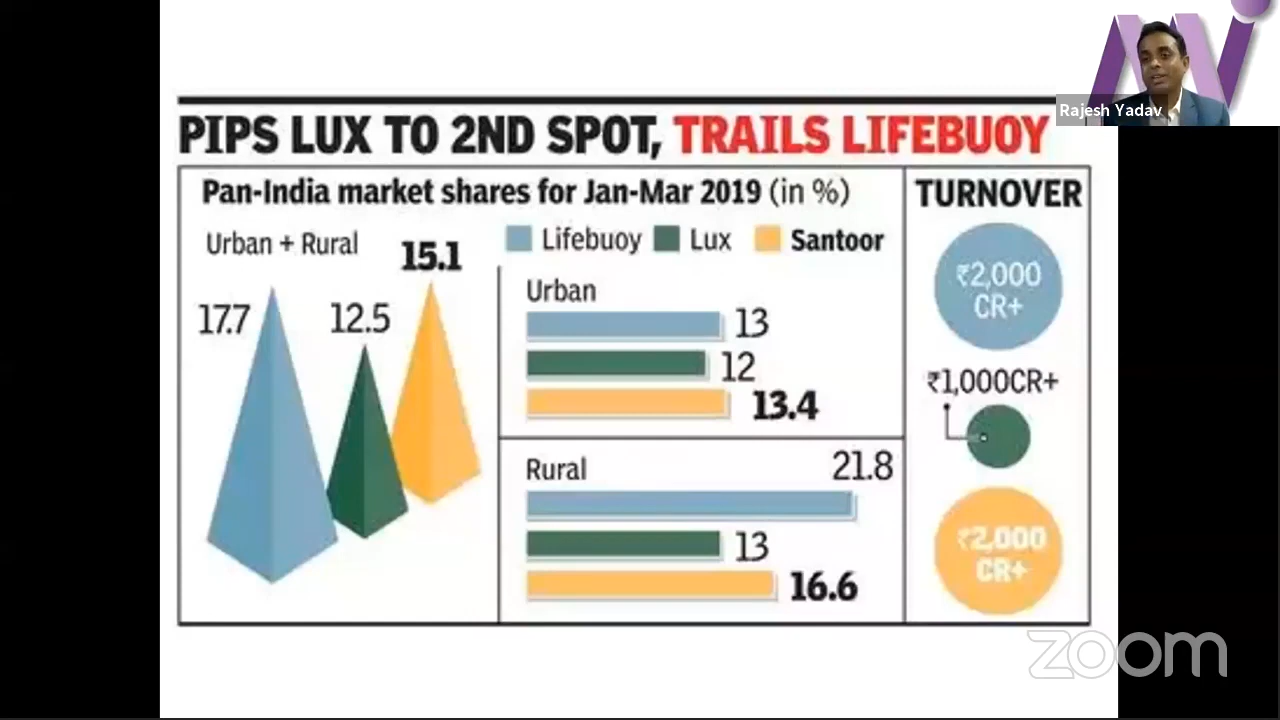 Rajesh Yadav
PIPS LUX TO 2ND SPOT, TRAILS LIFEBUOY
Pan-India market shares for Jan-Mar 2019 (in %)
Urban + Rural
17.7
12.5
15.1
Lifebuoy Lux Santoor
Urban
13
12
13.4
Rural
21.8
13
16.6
TURNOVER
₹2,000
CR+
₹1,000CR+
₹2,000
CR+
zoom